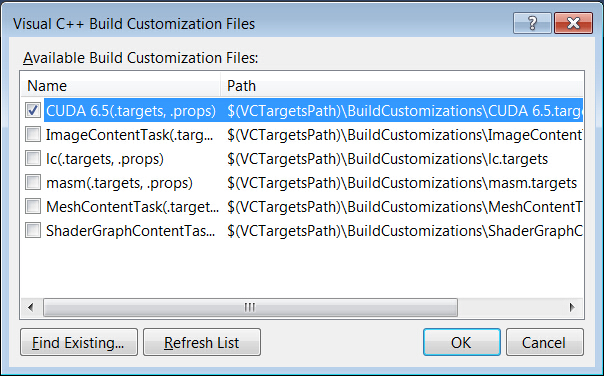 Visual C++ Build Customization Files
Available Build Customization Files:
Name Path
CUDA 6.5(.targets, .props) $(VCTargetsPath)\BuildCustomizations\CUDA 6.5.targe
ImageContentTask(.targ... $(VCTargetsPath)\BuildCustomizations\ImageContentT
lc(.targets, .props) $(VCTargetsPath)\BuildCustomizations\lc.targets
masm(.targets, .props) $(VCTargetsPath)\BuildCustomizations\masm.targets
MeshContentTask(.target... $(VCTargetsPath)\BuildCustomizations\MeshContentT
ShaderGraphContentTas... $(VCTargetsPath)\BuildCustomizations\ShaderGraphC
Find Existing... Refresh List OK Cancel